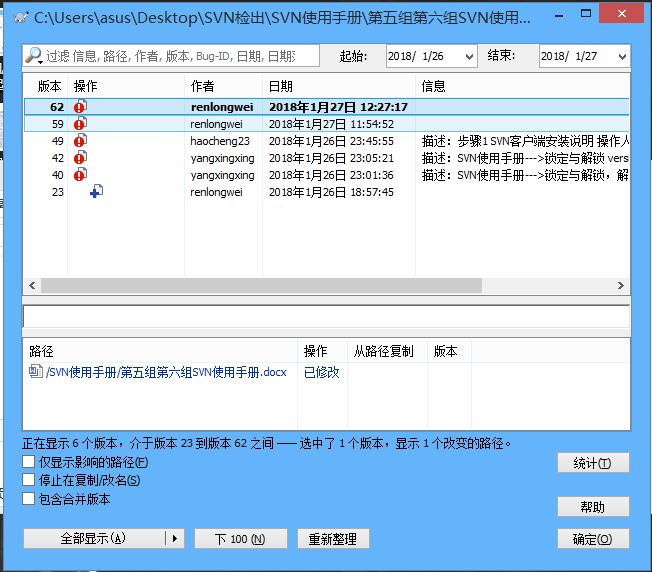 C:\Users\asus\Desktop\SVN检出\SVN使用手册\第五组第六组SVN使用...
过滤 信息, 路径, 作者, 版本, Bug-ID, 日期, 日期范 起始: 2018/ 1/26 结束: 2018/ 1/27
版本 操作 作者 日期 信息
62 renlongwei 2018年1月27日 12:27:17
59 renlongwei 2018年1月27日 11:54:52
49 haocheng23 2018年1月26日 23:45:55 描述：步骤1 SVN客户端安装说明 操作人
42 yangxingxing 2018年1月26日 23:05:21 描述：SVN使用手册--->锁定与解锁 vers
40 yangxingxing 2018年1月26日 23:01:36 描述：SVN使用手册--->锁定与解锁，解
23 renlongwei 2018年1月26日 18:57:45
路径 操作 从路径复制 版本
/SVN使用手册/第五组第六组SVN使用手册.docx 已修改
正在显示 6 个版本，介于版本 23 到版本 62 之间 —— 选中了 1 个版本，显示 1 个改变的路径。
仅显示影响的路径(F)
停止在复制/改名(S)
统计(T)
包含合并版本
帮助
全部显示(A) 下 100 (N) 重新整理 确定(O)